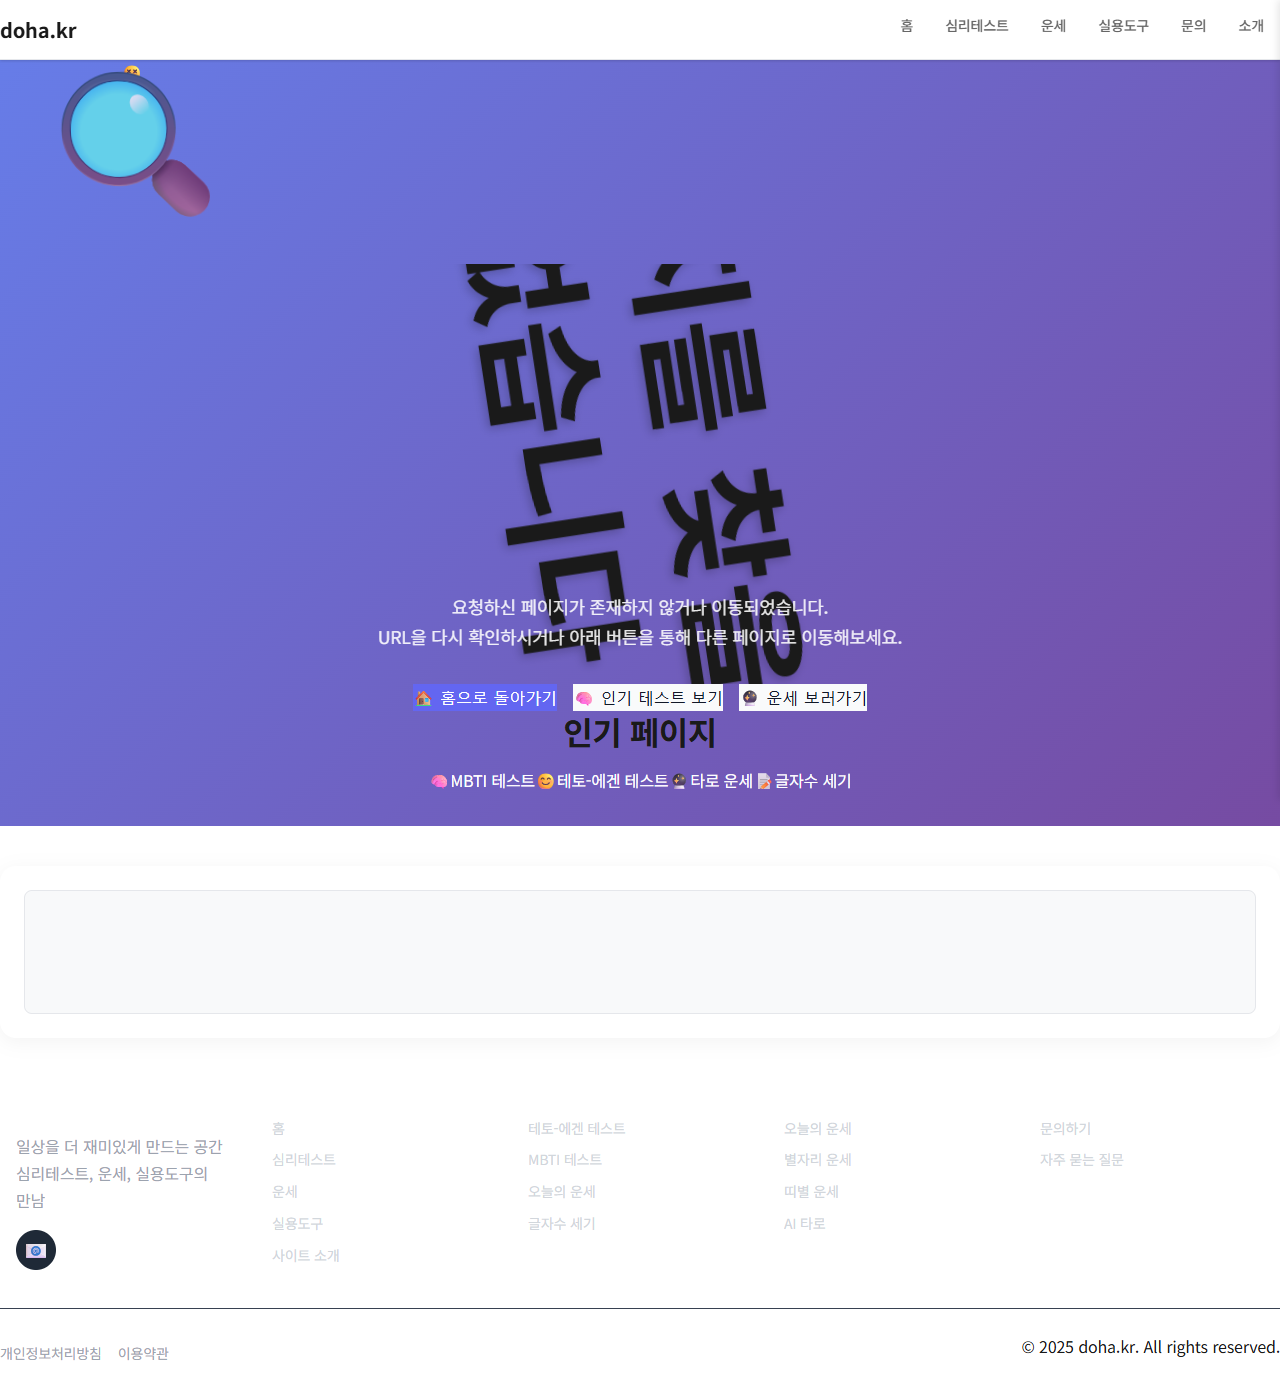 doha.kr
홈 심리테스트 운세 실용도구 문의 소개
지를 찾을
없습니다
요청하신 페이지가 존재하지 않거나 이동되었습니다.
URL을 다시 확인하시거나 아래 버튼을 통해 다른 페이지로 이동해보세요.
홈으로 돌아가기 인기 테스트 보기 운세 보러가기
인기 페이지
MBTI 테스트 테토-에겐 테스트 타로 운세 글자수 세기
일상을 더 재미있게 만드는 공간
심리테스트, 운세, 실용도구의
만남
홈
심리테스트
운세
실용도구
사이트 소개
테토-에겐 테스트
MBTI 테스트
오늘의 운세
글자수 세기
오늘의 운세
별자리 운세
띠별 운세
AI 타로
문의하기
자주 묻는 질문
개인정보처리방침 이용약관
© 2025 doha.kr. All rights reserved.